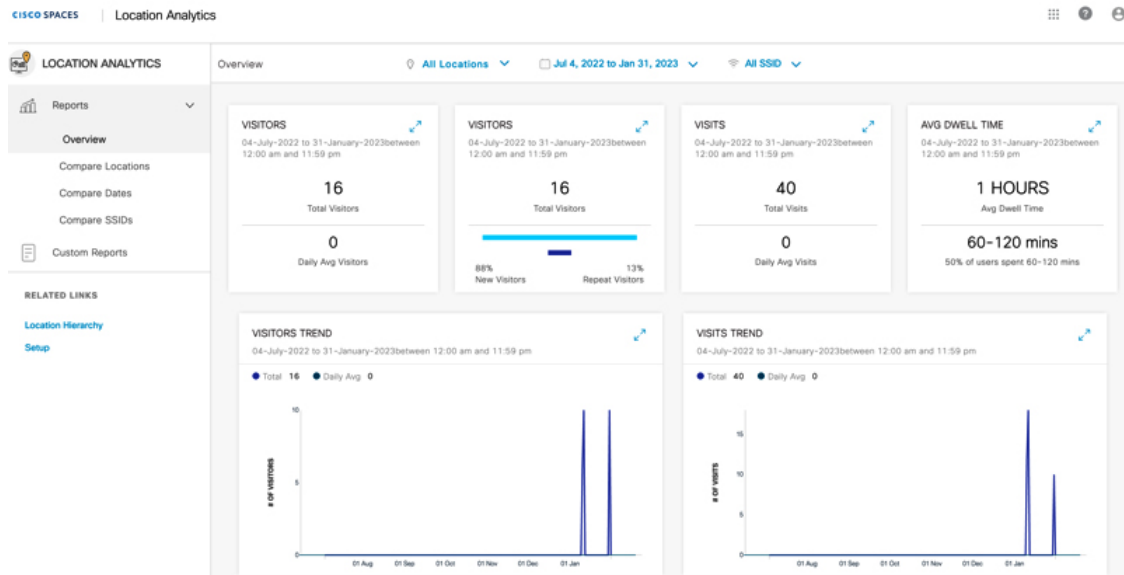 CISCO SPACES
Location Analytics
LOCATION ANALYTICS
Reports
Overview
Compare Locations
Compare Dates
Compare SSIDs
Custom Reports
RELATED LINKS
Location Hierarchy
Setup
Overview
All Locations
Jul 4, 2022 to Jan 31, 2023
All SSID
VISITORS
04-July-2022 to 31-January-2023between
12:00 am and 11:59 pm
16
Total Visitors
0
Daily Avg Visitors
VISITORS
04-July-2022 to 31-January-2023between
12:00 am and 11:59 pm
16
Total Visitors
88%
New Visitors
13%
Repeat Visitors
VISITS
04-July-2022 to 31-January-2023between
12:00 am and 11:59 pm
40
Total Visits
0
Daily Avg Visits
AVG DWELL TIME
04-July-2022 to 31-January-2023between
12:00 am and 11:59 pm
1 HOURS
Avg Dwell Time
60-120 mins
50% of users spent 60-120 mins
VISITORS TREND
04-July-2022 to 31-January-2023between 12:00 am and 11:59 pm
Total 16 Daily Avg 0
# OF VISITORS
10
5
0
01 Aug 01 Sep 01 Oct 01 Nov 01 Dec 01 Jan
VISITS TREND
04-July-2022 to 31-January-2023between 12:00 am and 11:59 pm
Total 40 Daily Avg 0
# OF VISITS
15
10
5
0
01 Aug 01 Sep 01 Oct 01 Nov 01 Dec 01 Jan